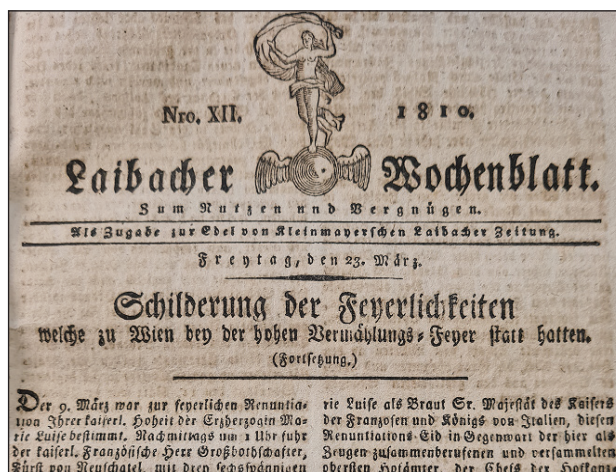 Nro. XII.
1810.
Laibacher Wochenblatt.
Zum Nutzen nnd Vergnügen.
Als Zugabe zur Edel von Kleinmayerschen Laibacher Zeitung.
Freytag, den 23. März.
Schilderung der Feyerlichkeiten
welche zu Wien bey der hohen Vermählungs-Feyer statt hatten.
(Fortsetzung.)
Der 9. März war zur feyerlichen Renuntia-
tion Ihrer kaiserl. Hoheit der Erzherzogin Ma-
rie Luise bestimmt. Nachmittags um 1 Uhr fuhr
der kaiserl. Französische Herr Großbothschafter,
Fürst von Neufchatel, mit drey sechsspännigen
rie Luise als Braut Sr. Majestät des Kaisers
der Franzosen und Königs von Italien, diesen
Renuntiations-Eid in Gegenwart der hier als
Zeugen zusammenberufenen und versammelten
obersten Hofämter, der Chefs der Hofstellen